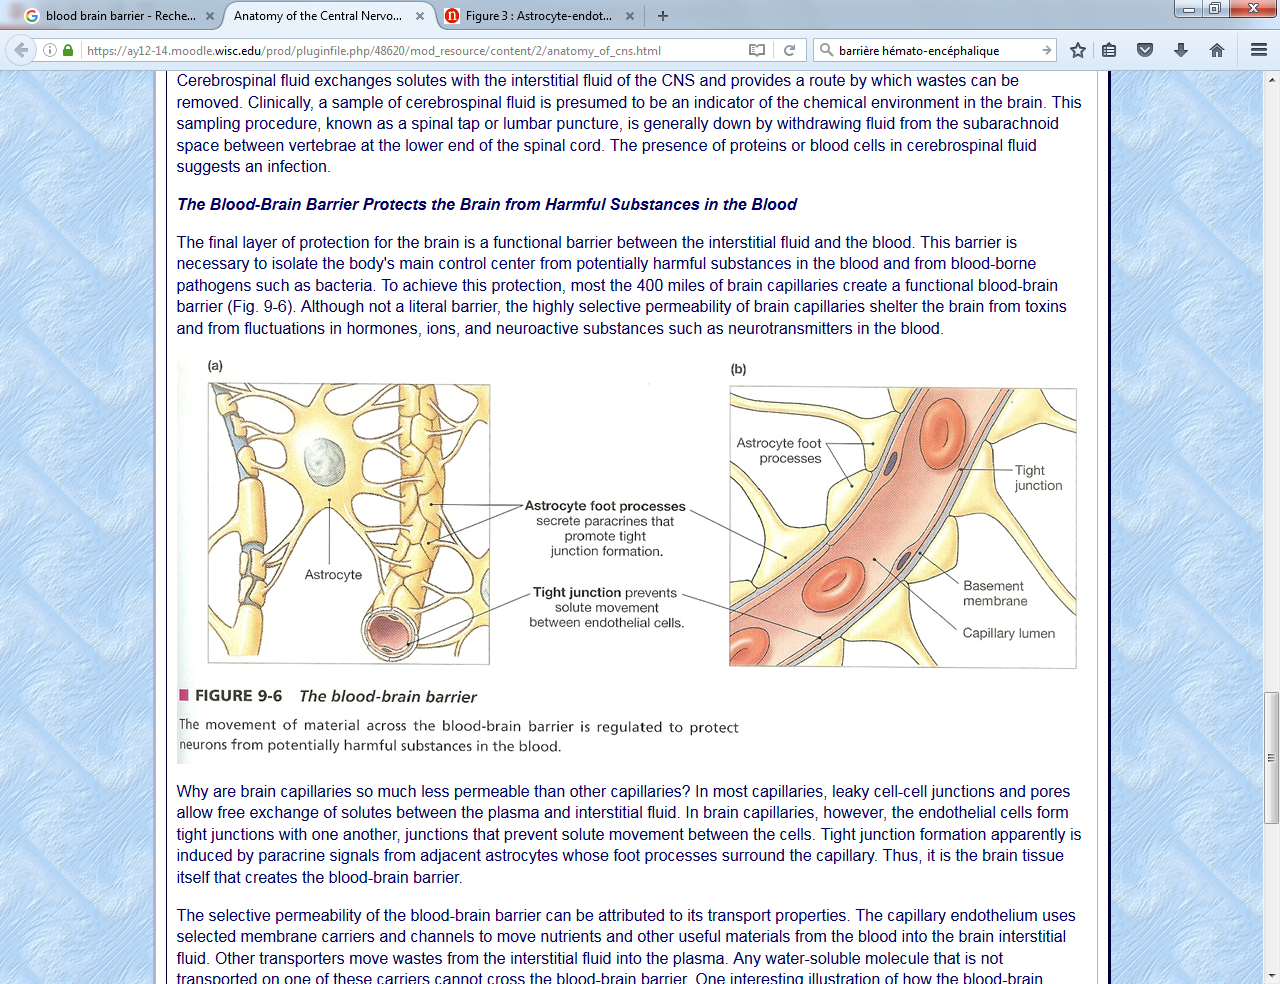 blood brain barrier - Reche...
Anatomy of the Central Nervo...
Figure 3 : Astrocyte-endot...
https://ay12-14.moodle.wisc.edu/prod/pluginfile.php/48620/mod_resource/content/2/anatomy_of_cns.html
barrière hémato-encéphalique
Cerebrospinal fluid exchanges solutes with the interstitial fluid of the CNS and provides a route by which wastes can be
removed. Clinically, a sample of cerebrospinal fluid is presumed to be an indicator of the chemical environment in the brain. This
sampling procedure, known as a spinal tap or lumbar puncture, is generally down by withdrawing fluid from the subarachnoid
space between vertebrae at the lower end of the spinal cord. The presence of proteins or blood cells in cerebrospinal fluid
suggests an infection.
The Blood-Brain Barrier Protects the Brain from Harmful Substances in the Blood
The final layer of protection for the brain is a functional barrier between the interstitial fluid and the blood. This barrier is
necessary to isolate the body's main control center from potentially harmful substances in the blood and from blood-borne
pathogens such as bacteria. To achieve this protection, most the 400 miles of brain capillaries create a functional blood-brain
barrier (Fig. 9-6). Although not a literal barrier, the highly selective permeability of brain capillaries shelter the brain from toxins
and from fluctuations in hormones, ions, and neuroactive substances such as neurotransmitters in the blood.
(a)
Astrocyte
Astrocyte foot processes
secrete paracrines that
promote tight
junction formation.
Tight junction prevents
solute movement
between endothelial cells.
(b)
Astrocyte foot
processes
Tight
junction
Basement
membrane
Capillary lumen
FIGURE 9-6 The blood-brain barrier
The movement of material across the blood-brain barrier is regulated to protect
neurons from potentially harmful substances in the blood.
Why are brain capillaries so much less permeable than other capillaries? In most capillaries, leaky cell-cell junctions and pores
allow free exchange of solutes between the plasma and interstitial fluid. In brain capillaries, however, the endothelial cells form
tight junctions with one another, junctions that prevent solute movement between the cells. Tight junction formation apparently is
induced by paracrine signals from adjacent astrocytes whose foot processes surround the capillary. Thus, it is the brain tissue
itself that creates the blood-brain barrier.
The selective permeability of the blood-brain barrier can be attributed to its transport properties. The capillary endothelium uses
selected membrane carriers and channels to move nutrients and other useful materials from the blood into the brain interstitial
fluid. Other transporters move wastes from the interstitial fluid into the plasma. Any water-soluble molecule that is not
transported on one of these carriers cannot cross the blood-brain barrier. One interesting illustration of how the blood-brain